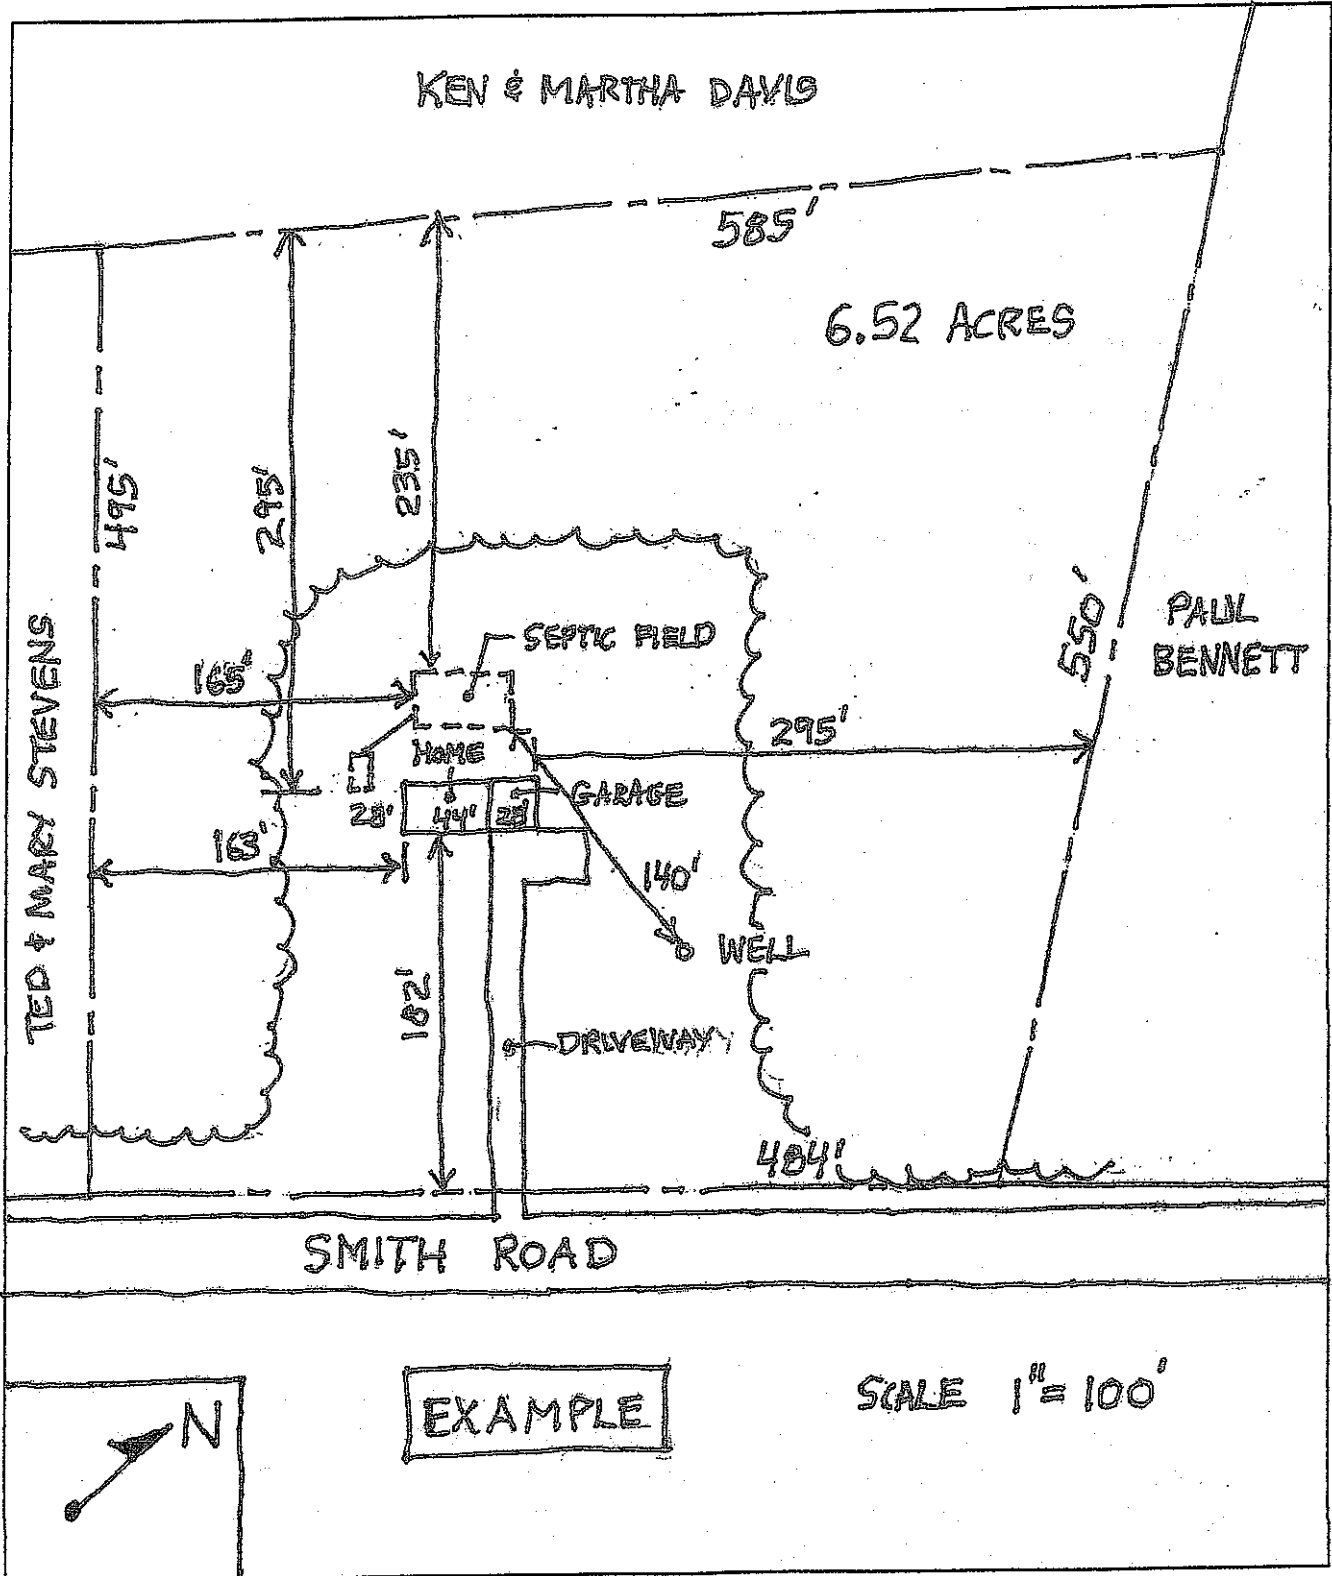 KEN & MARTHA DAVIS
585'
6.52 ACRES
495'
295'
235'
SEPTIC FIELD
550'
PAUL
BENNETT
TED & MARY STEVENS
165'
295'
HOME
GARAGE
28'
44'
28'
163'
140'
WELL
182'
DRIVEWAY
484'
SMITH ROAD
EXAMPLE
SCALE 1"=100'
N